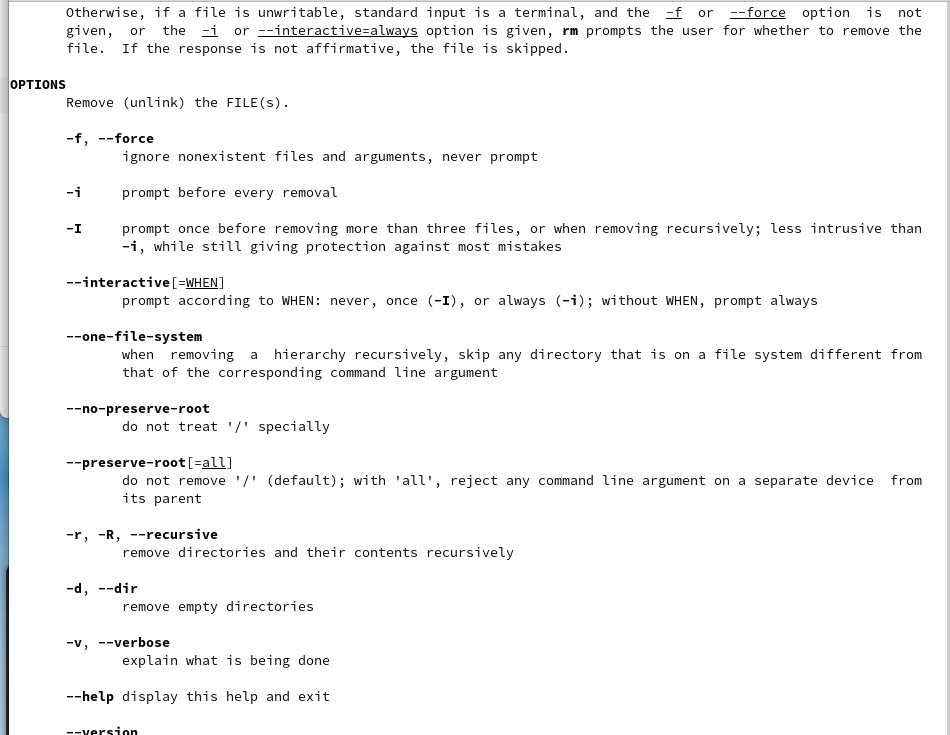 Otherwise, if a file is unwritable, standard input is a terminal, and the -f or --force option is not
given, or the -i or --interactive=always option is given, rm prompts the user for whether to remove the
file. If the response is not affirmative, the file is skipped.
OPTIONS
Remove (unlink) the FILE(s).
-f, --force
ignore nonexistent files and arguments, never prompt
-i prompt before every removal
-I prompt once before removing more than three files, or when removing recursively; less intrusive than
-i, while still giving protection against most mistakes
--interactive[=WHEN]
prompt according to WHEN: never, once (-I), or always (-i); without WHEN, prompt always
--one-file-system
when removing a hierarchy recursively, skip any directory that is on a file system different from
that of the corresponding command line argument
--no-preserve-root
do not treat '/' specially
--preserve-root[=all]
do not remove '/' (default); with 'all', reject any command line argument on a separate device from
its parent
-r, -R, --recursive
remove directories and their contents recursively
-d, --dir
remove empty directories
-v, --verbose
explain what is being done
--help display this help and exit
--version